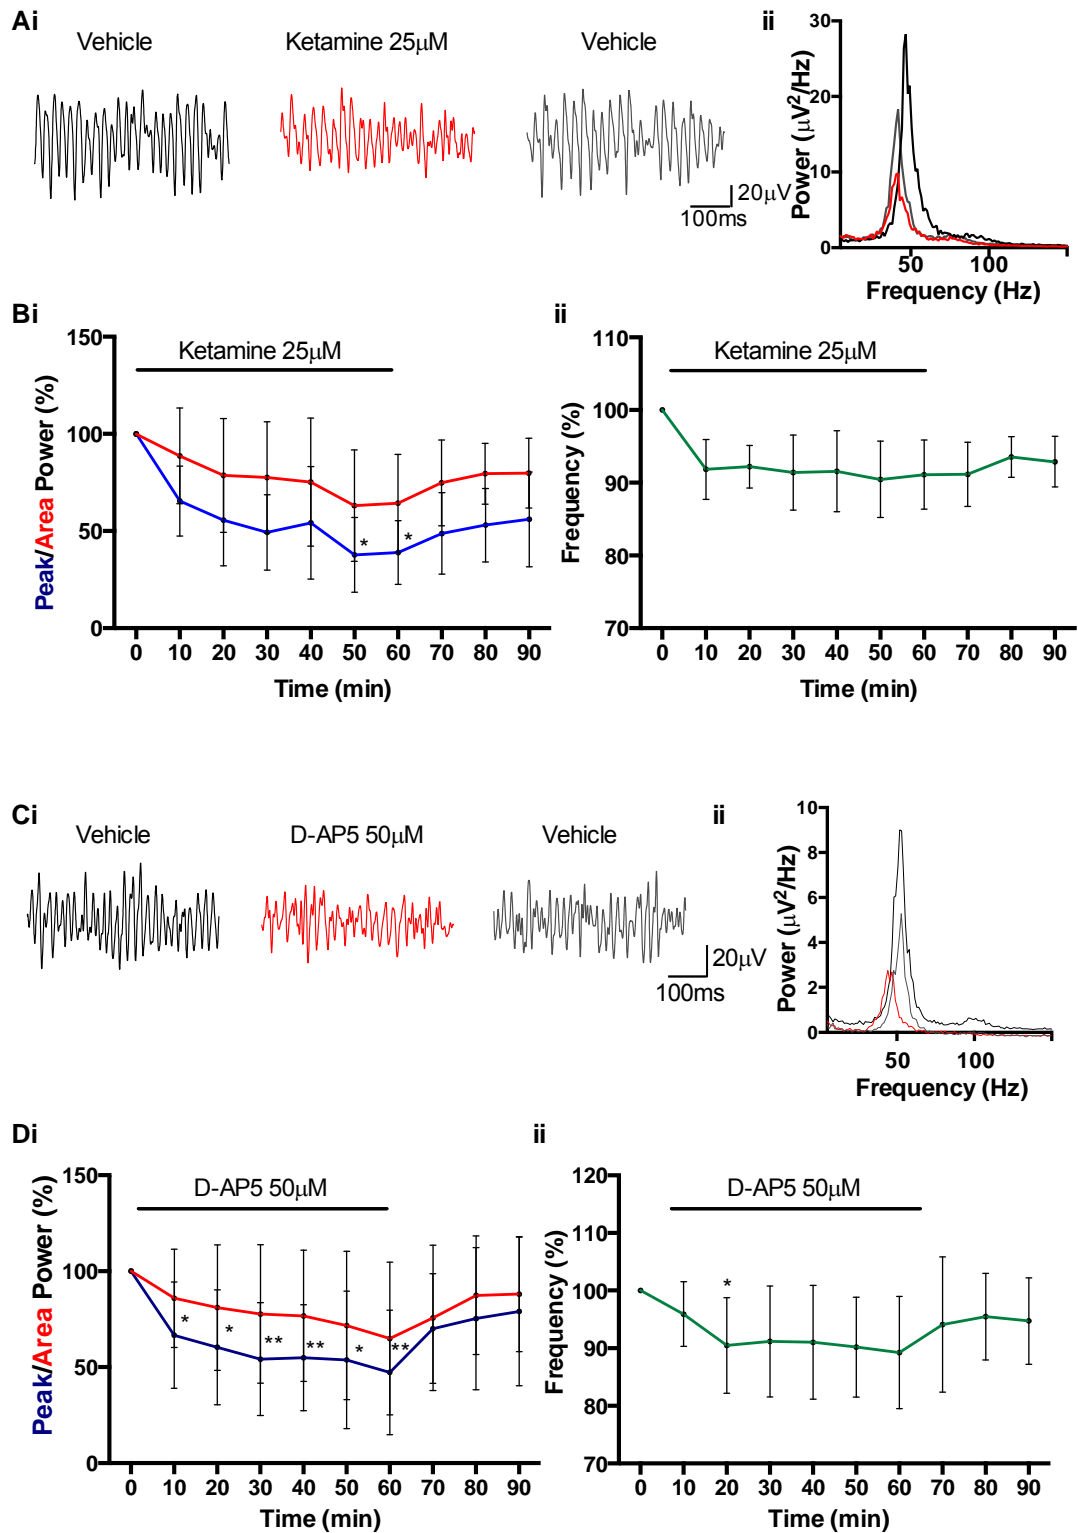 Ai
Vehicle
Ketamine 25μM
Vehicle
20μV
100ms
ii
Power (μV²/Hz)
30
20
10
0
50
100
Frequency (Hz)
Bi
Peak/Area Power (%)
150
100
50
0
Ketamine 25μM
*
*
0 10 20 30 40 50 60 70 80 90
Time (min)
ii
Frequency (%)
110
100
90
80
70
Ketamine 25μM
0 10 20 30 40 50 60 70 80 90
Time (min)
Ci
Vehicle
D-AP5 50μM
Vehicle
20μV
100ms
ii
Power (μV²/Hz)
10
8
6
4
2
0
50
100
Frequency (Hz)
Di
Peak/Area Power (%)
150
100
50
0
D-AP5 50μM
*
*
**
**
*
**
0 10 20 30 40 50 60 70 80 90
Time (min)
ii
Frequency (%)
120
110
100
90
80
70
D-AP5 50μM
*
0 10 20 30 40 50 60 70 80 90
Time (min)